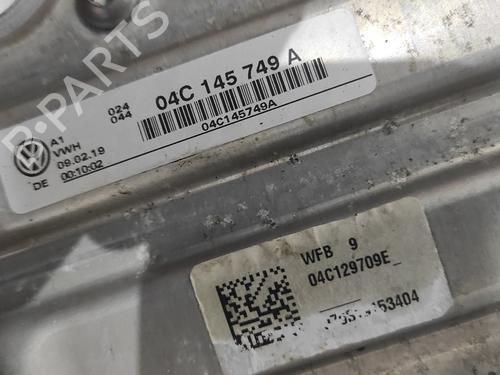 024
044
04C 145 749 A
04C145749A
A1
VWH
09.02.19
DE 00:10:02
WFB 9
04C129709E_
B-PARTS